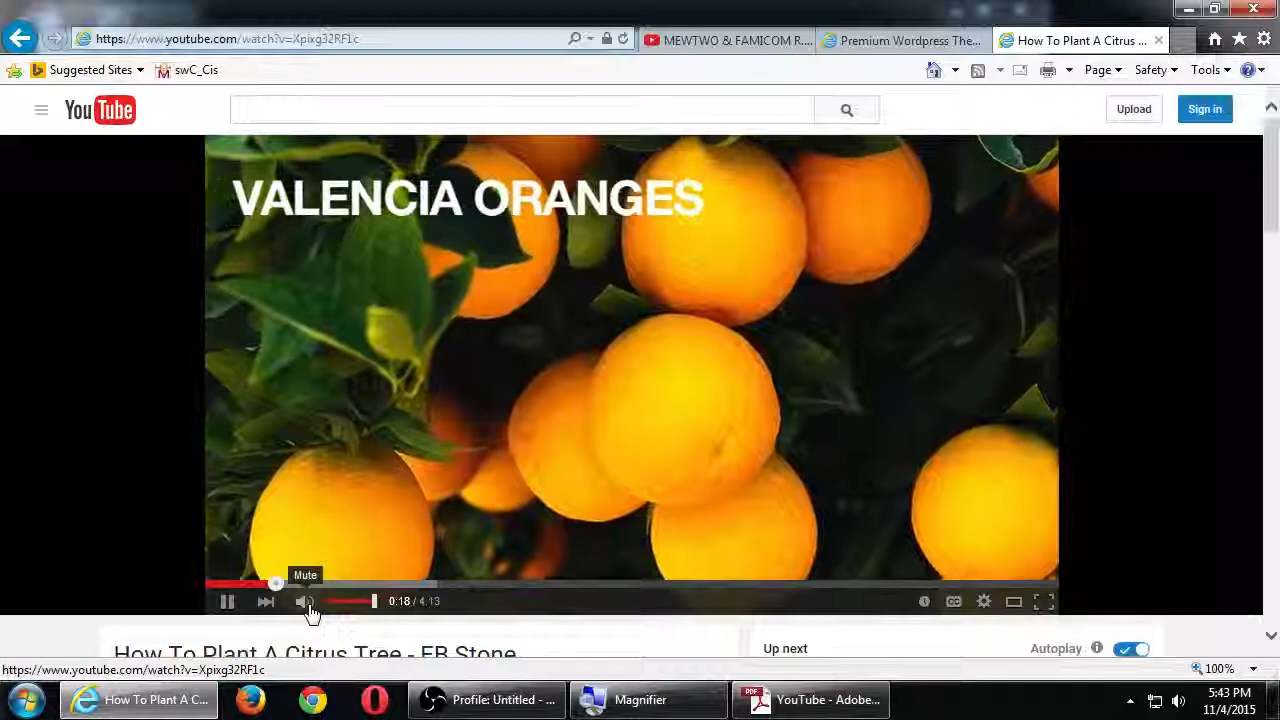 https://www.youtube.com/watch?v=Xpixg32RF1c
MEWTWO & FAMICOM R...
Premium Wordpress The...
How To Plant A Citrus ...
Suggested Sites
swC_Cis
Page
Safety
Tools
YouTube
Upload
Sign in
VALENCIA ORANGES
Mute
0:18 / 4:13
CC
How To Plant A Citrus Tree - EB Stone
Up next
Autoplay
https://www.youtube.com/watch?v=Xpixg32RF1c
100%
How To Plant A C...
Profile: Untitled - ...
Magnifier
PDF
YouTube - Adobe...
5:43 PM
11/4/2015